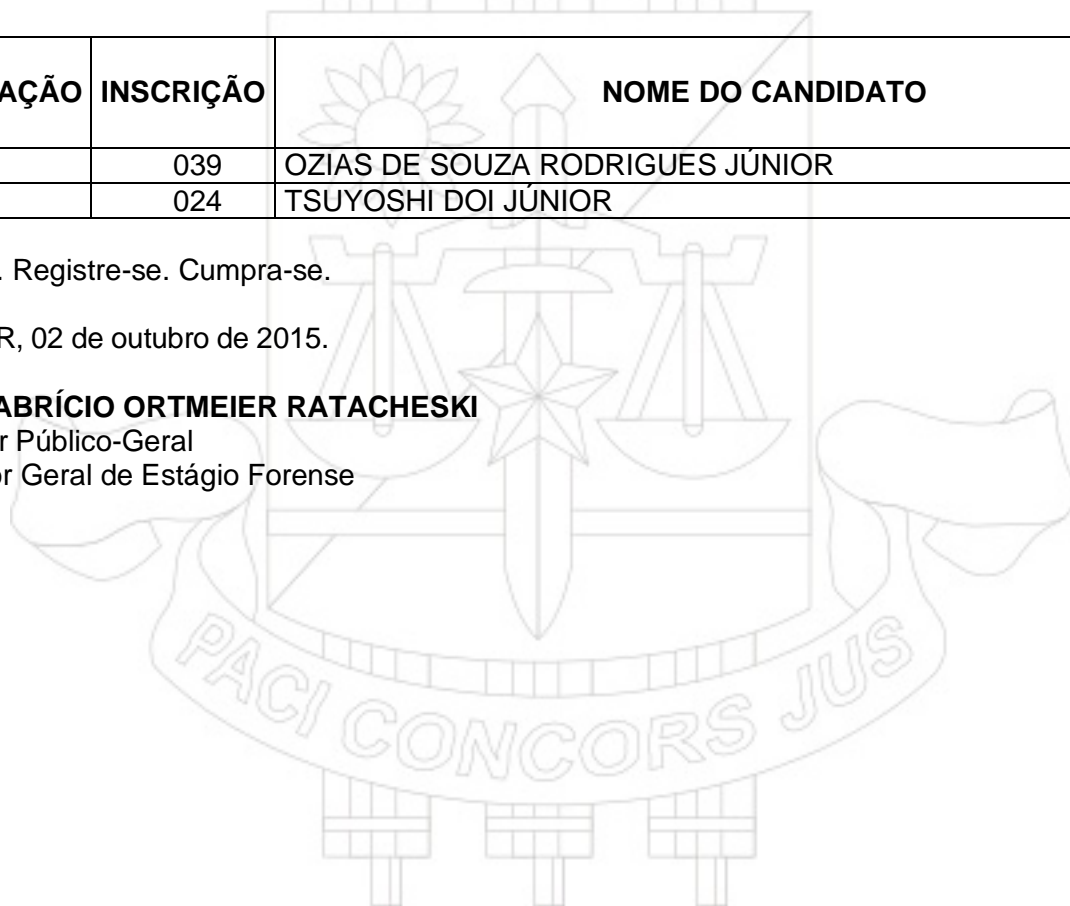 AÇÃO INSCRIÇÃO NOME DO CANDIDATO
039 OZIAS DE SOUZA RODRIGUES JÚNIOR
024 TSUYOSHI DOI JÚNIOR
. Registre-se. Cumpra-se.
R, 02 de outubro de 2015.
ABRÍCIO ORTMEIER RATACHESKI
r Público-Geral
or Geral de Estágio Forense
PACI CONCORS JUS